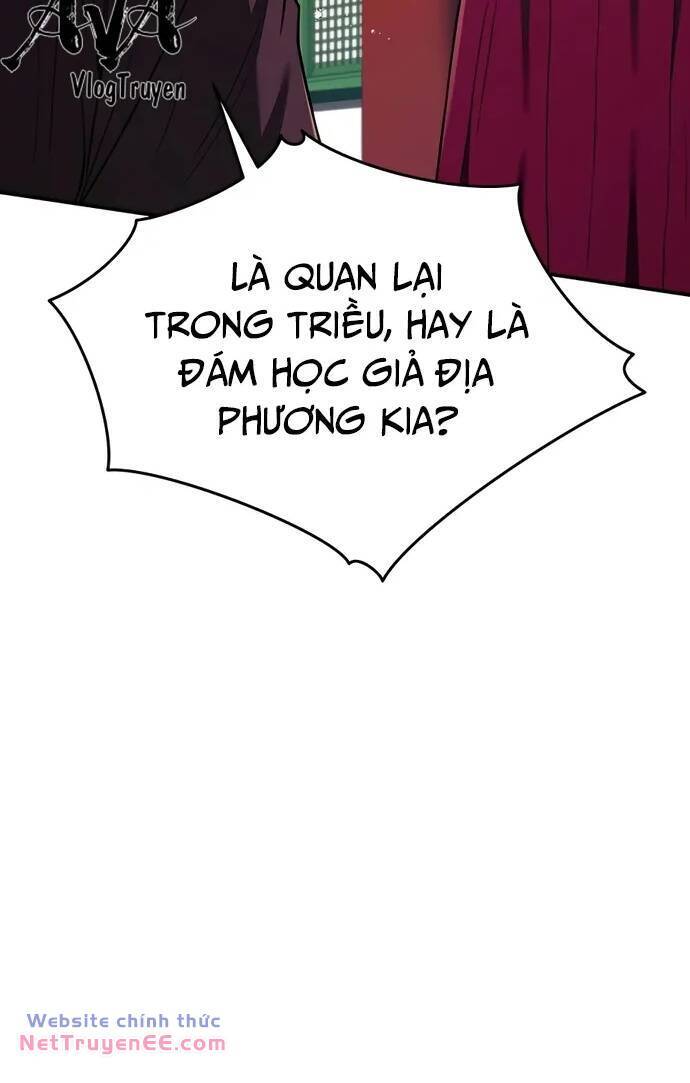 AVA
VlogTruyen
LÀ QUAN LẠI
TRONG TRIỀU, HAY LÀ
ĐÁM HỌC GIẢ ĐỊA
PHƯƠNG KIA?
Website chính thức
NetTruyenEE.com